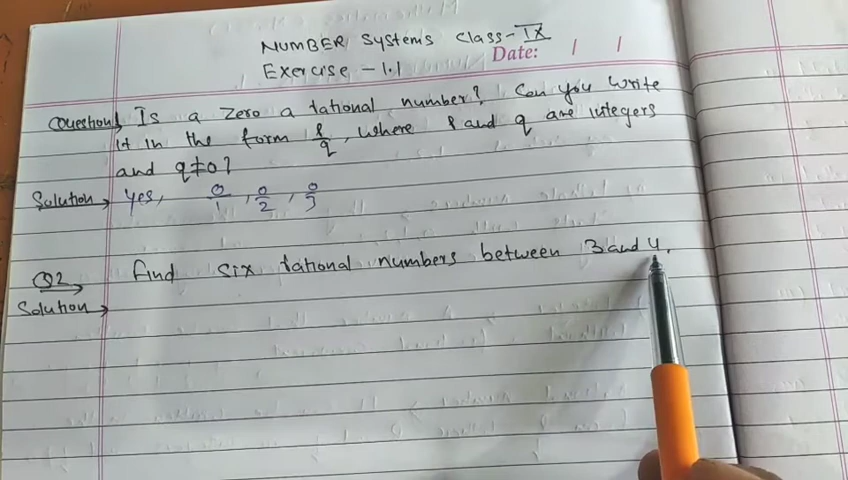 NUMBER Systems Class - IX
Date: / /
Exercise - 1.1
Question 1, Is a zero a rational number? Can you write
it in the form p/q, where p and q are integers
and q≠0?
Solution → Yes, 0/1, 0/2, 0/3
Q2 → find six rational numbers between 3 and 4.
Solution →